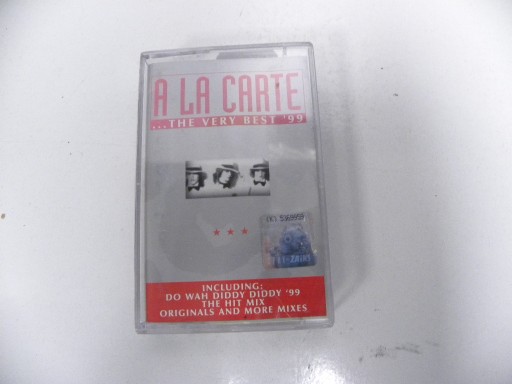 A LA CARTE
...THE VERY BEST '99
INCLUDING:
DO WAH DIDDY DIDDY '99
THE HIT MIX
ORIGINALS AND MORE MIXES